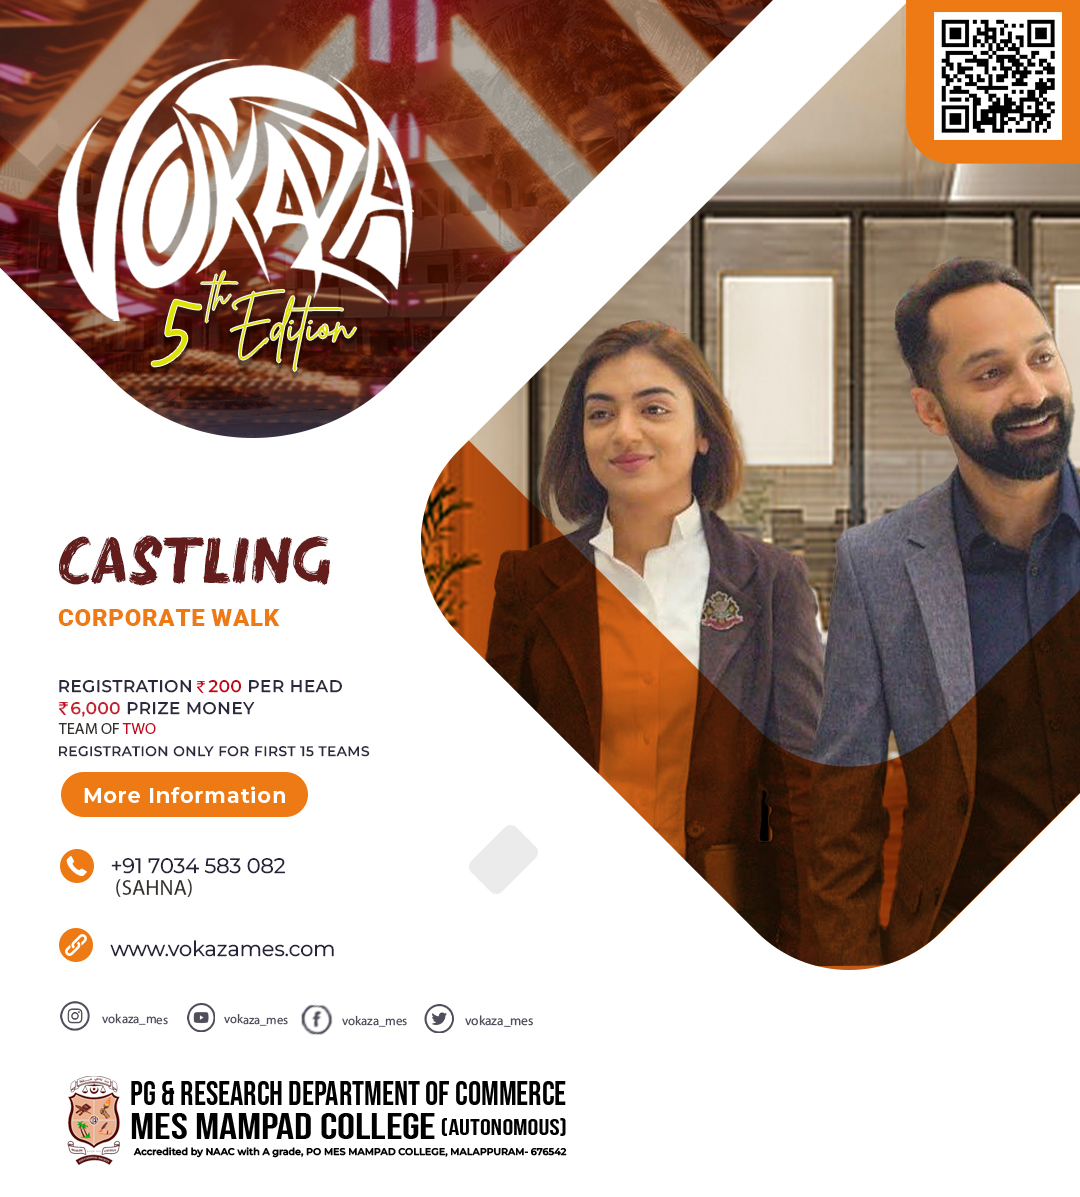 VOKAZA
5th Edition
CASTLING
CORPORATE WALK
REGISTRATION ₹200 PER HEAD
₹6,000 PRIZE MONEY
TEAM OF TWO
REGISTRATION ONLY FOR FIRST 15 TEAMS
More Information
+91 7034 583 082
(SAHNA)
www.vokazames.com
vokaza_mes vokaza_mes vokaza_mes vokaza_mes
PG & RESEARCH DEPARTMENT OF COMMERCE
MES MAMPAD COLLEGE (AUTONOMOUS)
Accredited by NAAC with A grade, PO MES MAMPAD COLLEGE, MALAPPURAM- 676542